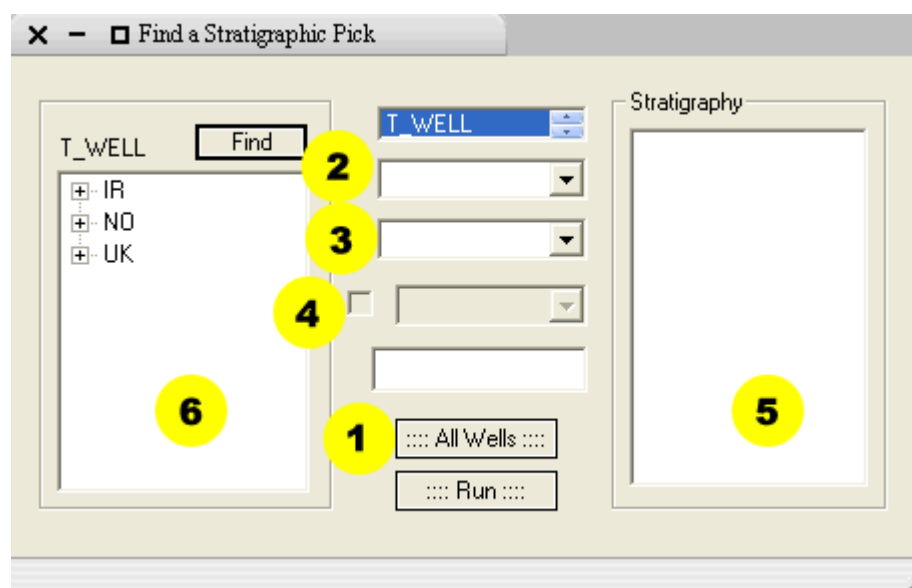 Find a Stratigraphic Pick
T_WELL
Find
IR
NO
UK
T_WELL
2
3
4
1
:::: All Wells ::::
:::: Run ::::
Stratigraphy
6
5